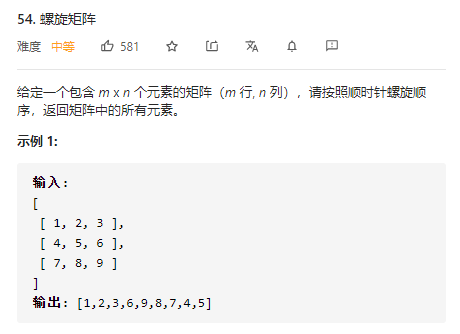 54. 螺旋矩阵
难度 中等 581
给定一个包含 m x n 个元素的矩阵（m 行, n 列），请按照顺时针螺旋顺
序，返回矩阵中的所有元素。
示例 1:
输入:
[
[ 1, 2, 3 ],
[ 4, 5, 6 ],
[ 7, 8, 9 ]
]
输出: [1,2,3,6,9,8,7,4,5]